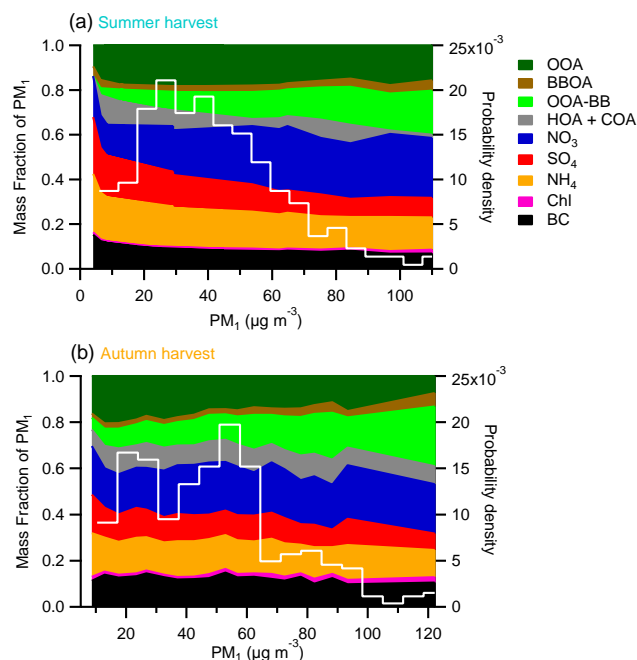 (a) Summer harvest
Mass Fraction of PM₁
1.0
0.8
0.6
0.4
0.2
0.0
0
20
40
60
80
100
PM₁ (µg m⁻³)
25x10⁻³
20
15
10
5
0
Probability density
OOA
BBOA
OOA-BB
HOA + COA
NO₃
SO₄
NH₄
Chl
BC
(b) Autumn harvest
Mass Fraction of PM₁
1.0
0.8
0.6
0.4
0.2
0.0
20
40
60
80
100
120
PM₁ (µg m⁻³)
25x10⁻³
20
15
10
5
0
Probability density